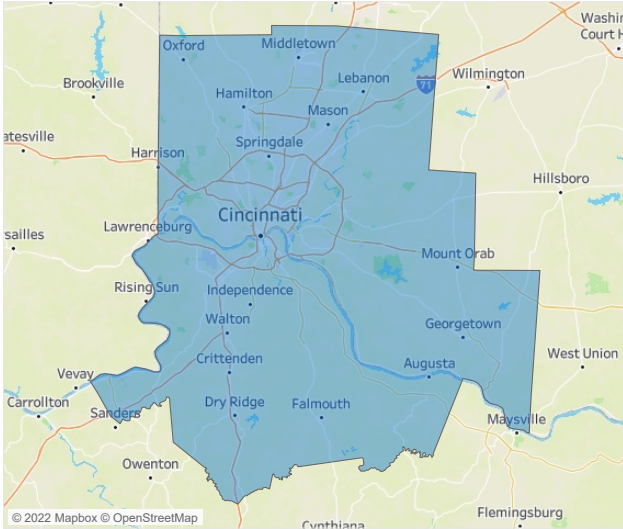 Washin
Court H
Oxford
Middletown
Brookville
Lebanon
Wilmington
71
Hamilton
Mason
atesville
Springdale
Harrison
Hillsboro
Cincinnati
Lawrenceburg
rsailles
Mount Orab
Rising Sun
Independence
Walton
Georgetown
Crittenden
Augusta
West Union
Vevay
Carrollton
Sanders
Dry Ridge
Falmouth
Maysville
Owenton
Flemingsburg
© 2022 Mapbox © OpenStreetMap
Cynthiana